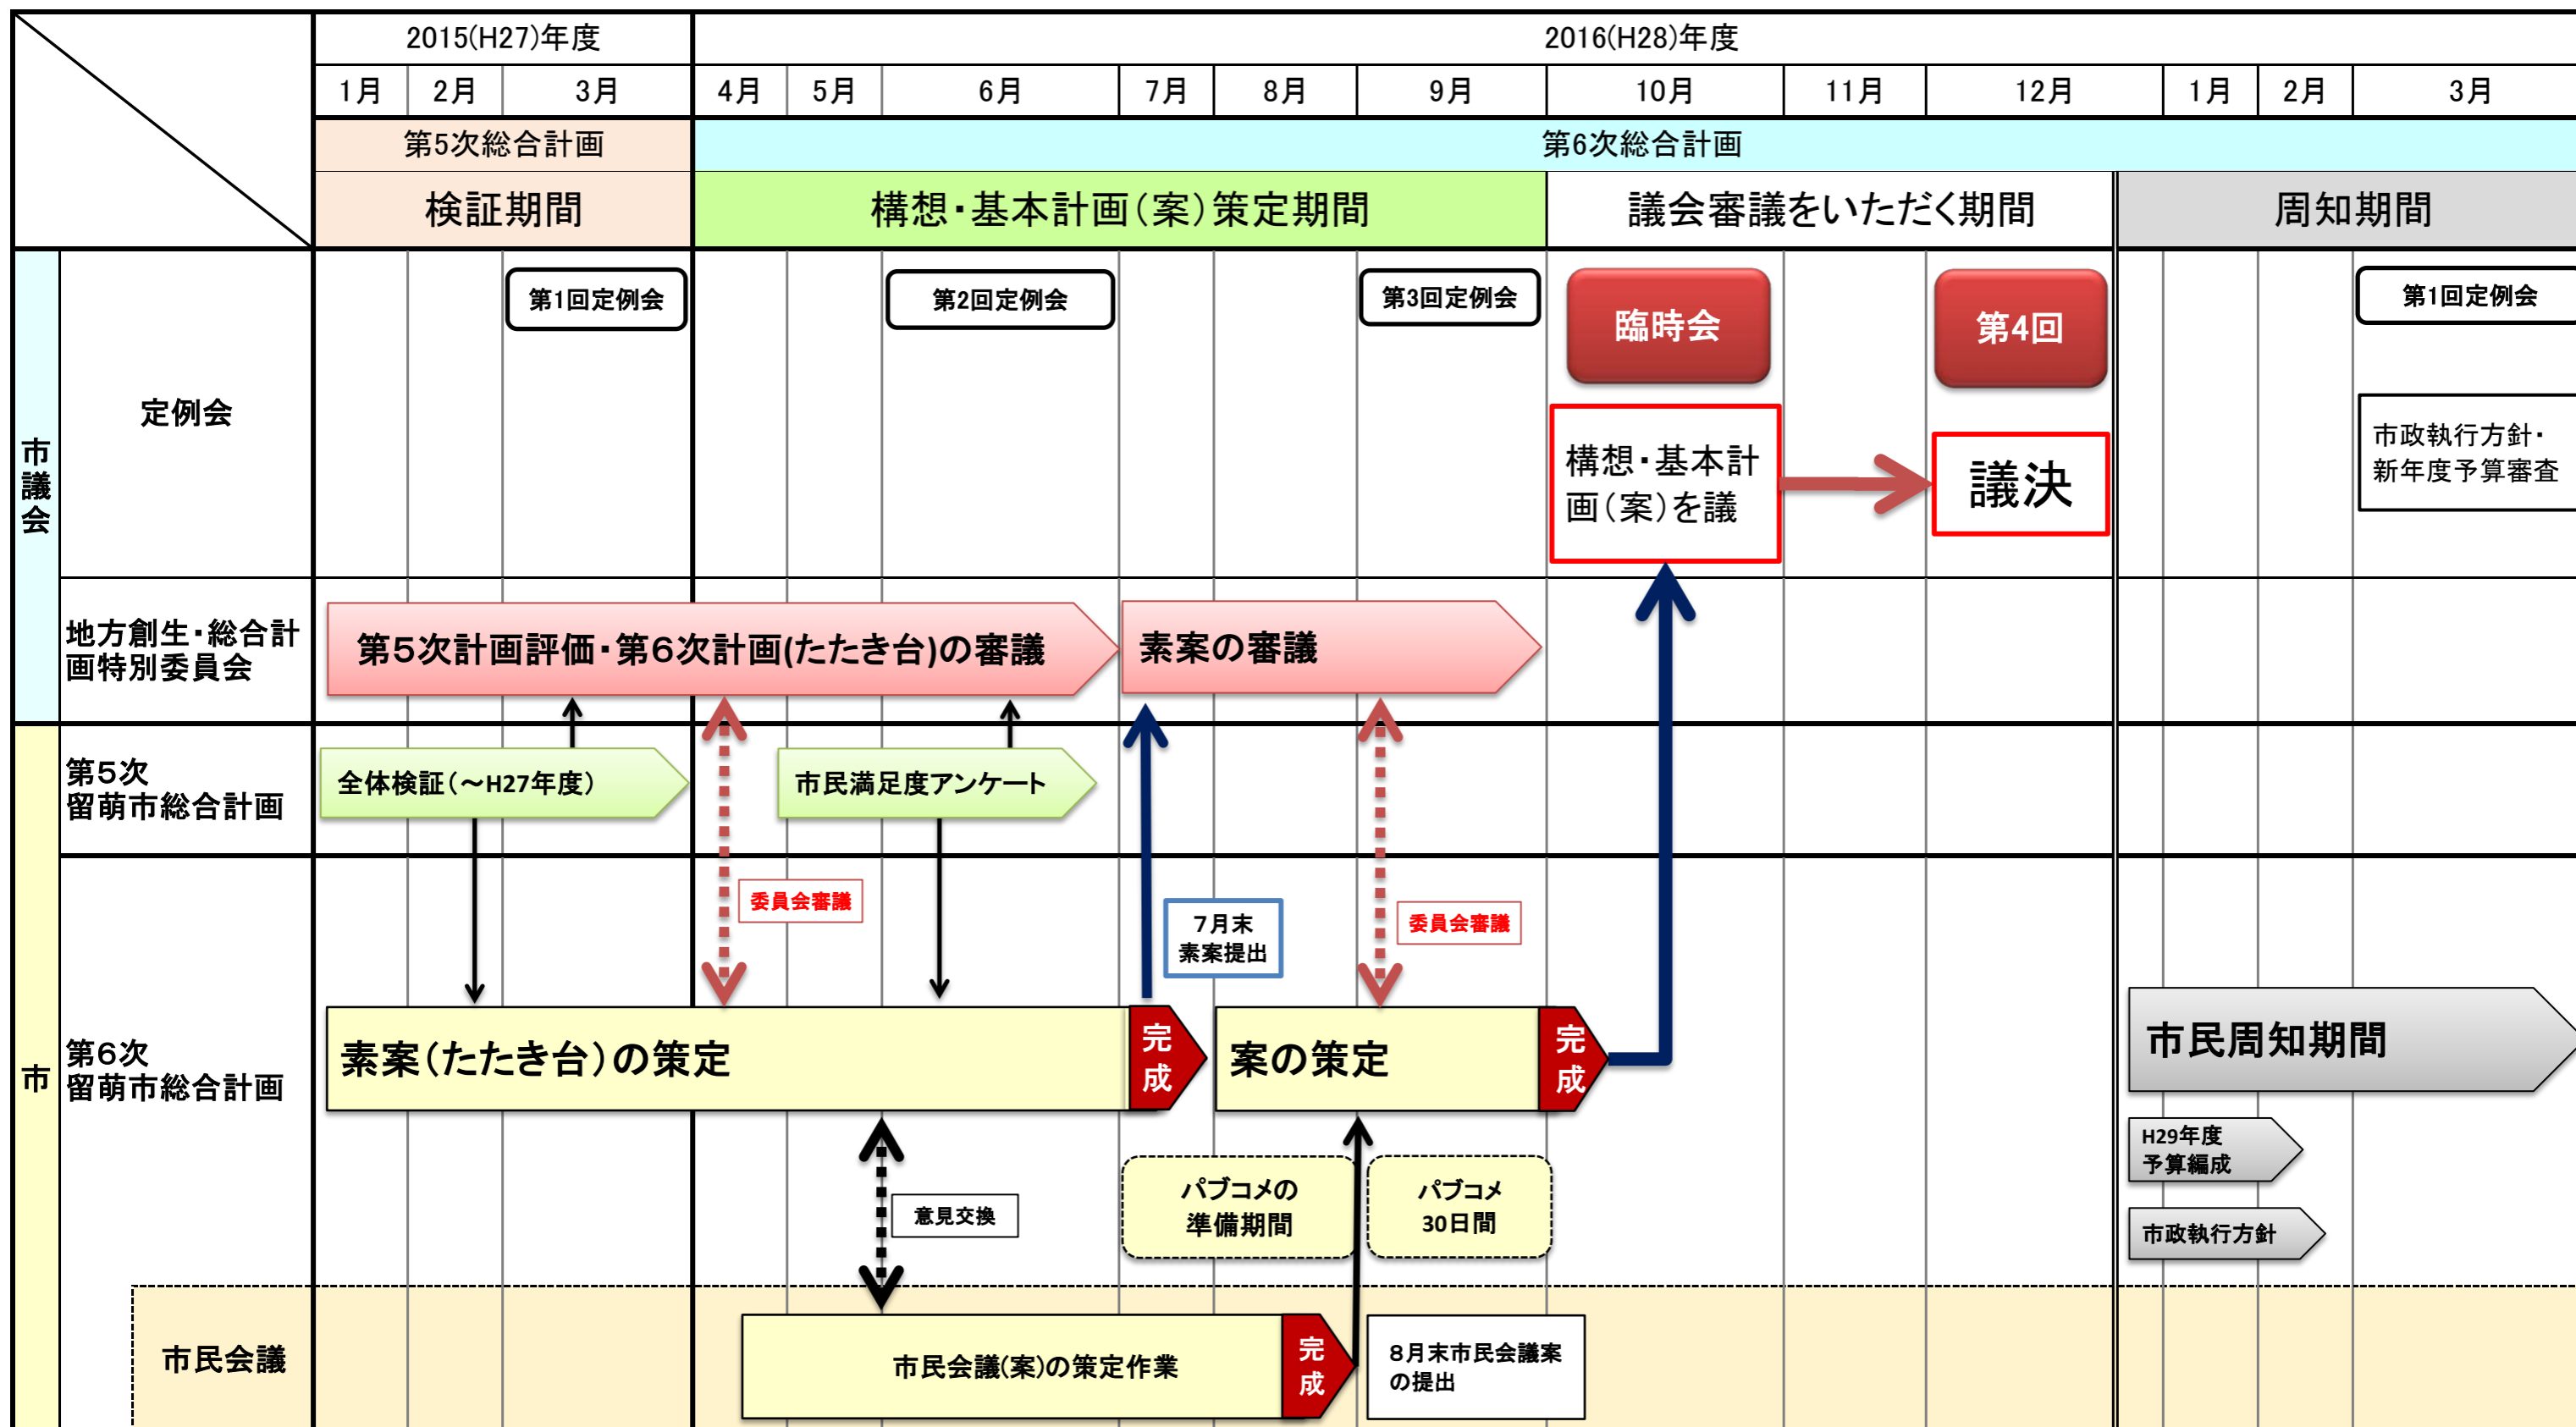 2015(H27)年度
2016(H28)年度
1月
2月
3月
4月
5月
6月
7月
8月
9月
10月
11月
12月
1月
2月
3月
第5次総合計画
第6次総合計画
検証期間
構想・基本計画（案）策定期間
議会審議をいただく期間
周知期間
市議会
定例会
第1回定例会
第2回定例会
第3回定例会
臨時会
第4回
第1回定例会
構想・基本計
画（案）を議
議決
市政執行方針・
新年度予算審査
地方創生・総合計
画特別委員会
第５次計画評価・第６次計画(たたき台)の審議
素案の審議
市
第５次
留萌市総合計画
全体検証（～H27年度）
市民満足度アンケート
第６次
留萌市総合計画
委員会審議
7月末
素案提出
委員会審議
素案（たたき台）の策定
完成
案の策定
完成
市民周知期間
H29年度
予算編成
市政執行方針
意見交換
パブコメの
準備期間
パブコメ
30日間
市民会議
市民会議(案)の策定作業
完成
８月末市民会議案
の提出